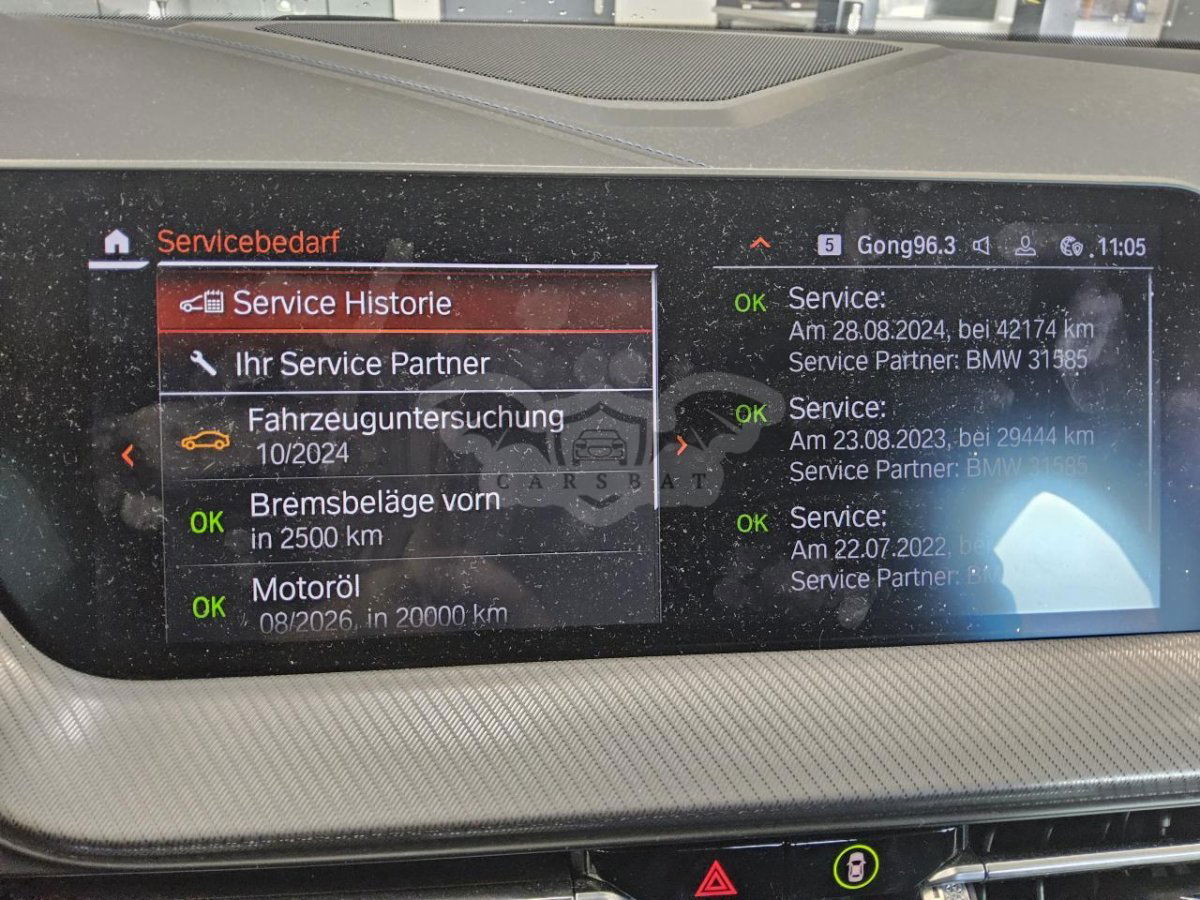 Servicebedarf
5 Gong96.3 11:05
Service Historie
Ihr Service Partner
Fahrzeuguntersuchung
10/2024
OK Bremsbeläge vorn
in 2500 km
OK Motoröl
08/2026, in 20000 km
OK Service:
Am 28.08.2024, bei 42174 km
Service Partner: BMW 31585
OK Service:
Am 23.08.2023, bei 29444 km
Service Partner: BMW 31585
OK Service:
Am 22.07.2022, bei
Service Partner:
CARSBAT